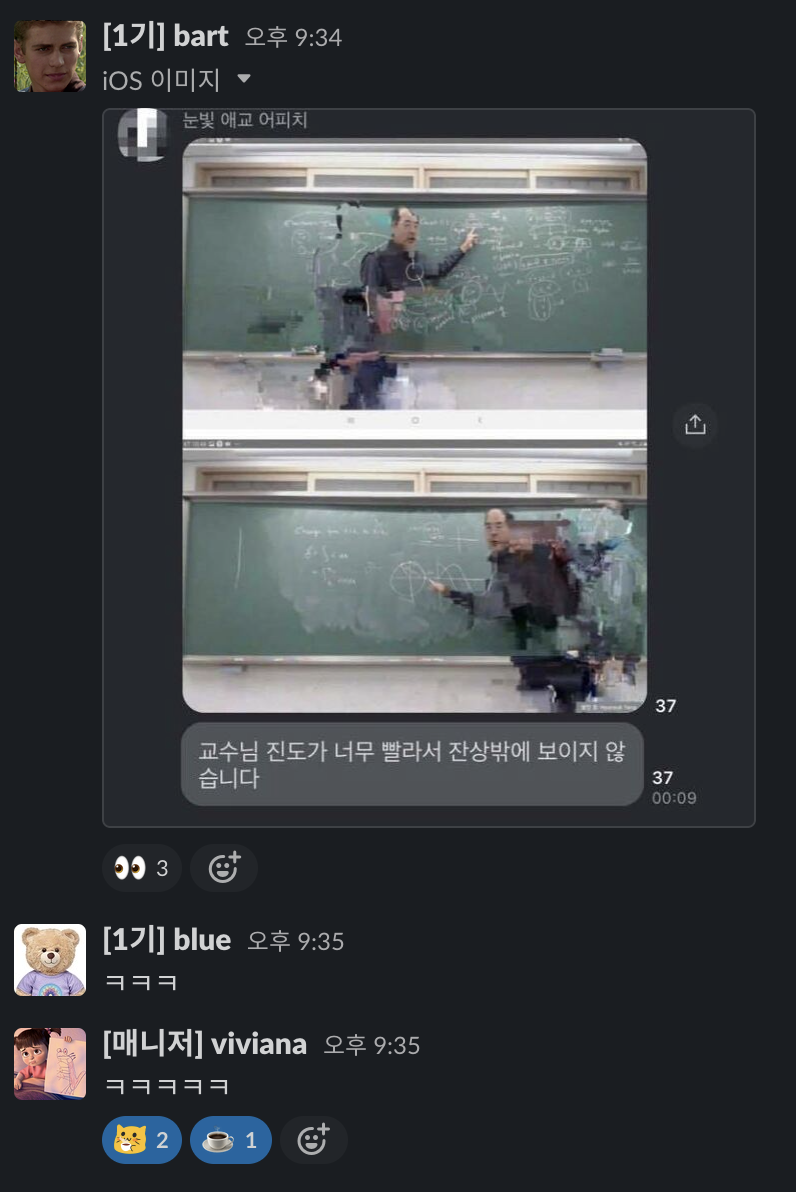 [1기] bart 오후 9:34
iOS 이미지
눈빛 애교 어피치
37
교수님 진도가 너무 빨라서 잔상밖에 보이지 않
습니다
37
00:09
3
[1기] blue 오후 9:35
ㅋㅋㅋ
[매니저] viviana 오후 9:35
ㅋㅋㅋㅋㅋ
2 1